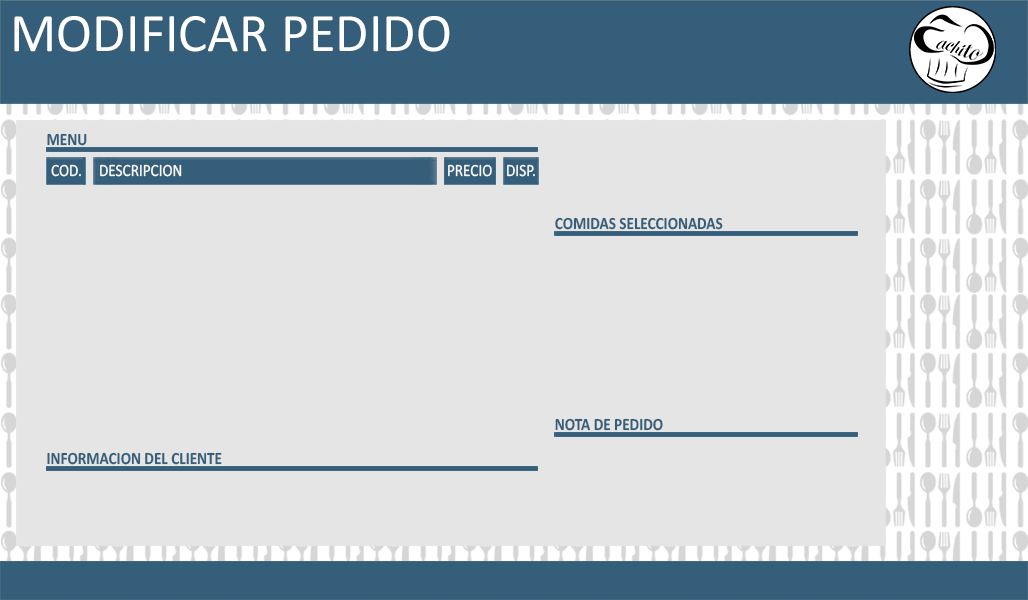 MODIFICAR PEDIDO
Cachito
MENU
COD. DESCRIPCION PRECIO DISP.
COMIDAS SELECCIONADAS
NOTA DE PEDIDO
INFORMACION DEL CLIENTE